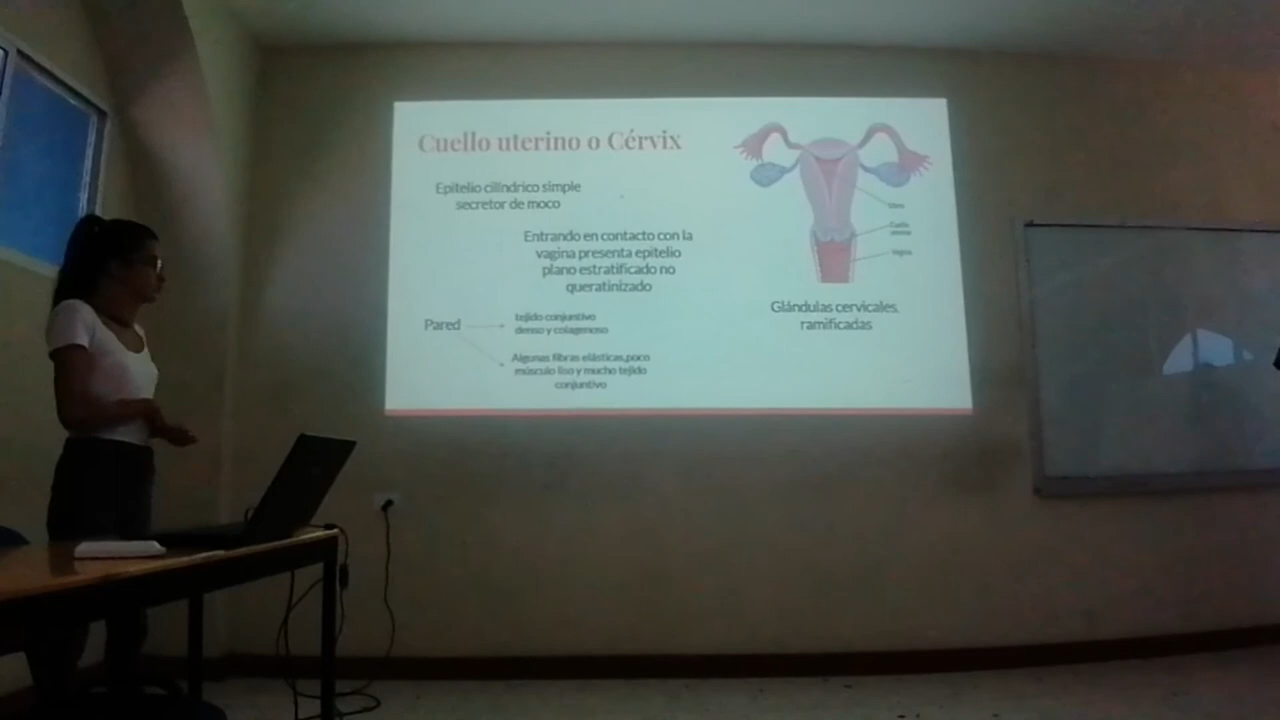 Cuello uterino o Cérvix
Epitelio cilíndrico simple
secretor de moco
Entrando en contacto con la
vagina presenta epitelio
plano estratificado no
queratinizado
Pared
tejido conjuntivo
denso y colagenoso
Algunas fibras elásticas,poco
músculo liso y mucho tejido
conjuntivo
Útero
Cuello
uterino
Vagina
Glándulas cervicales,
ramificadas